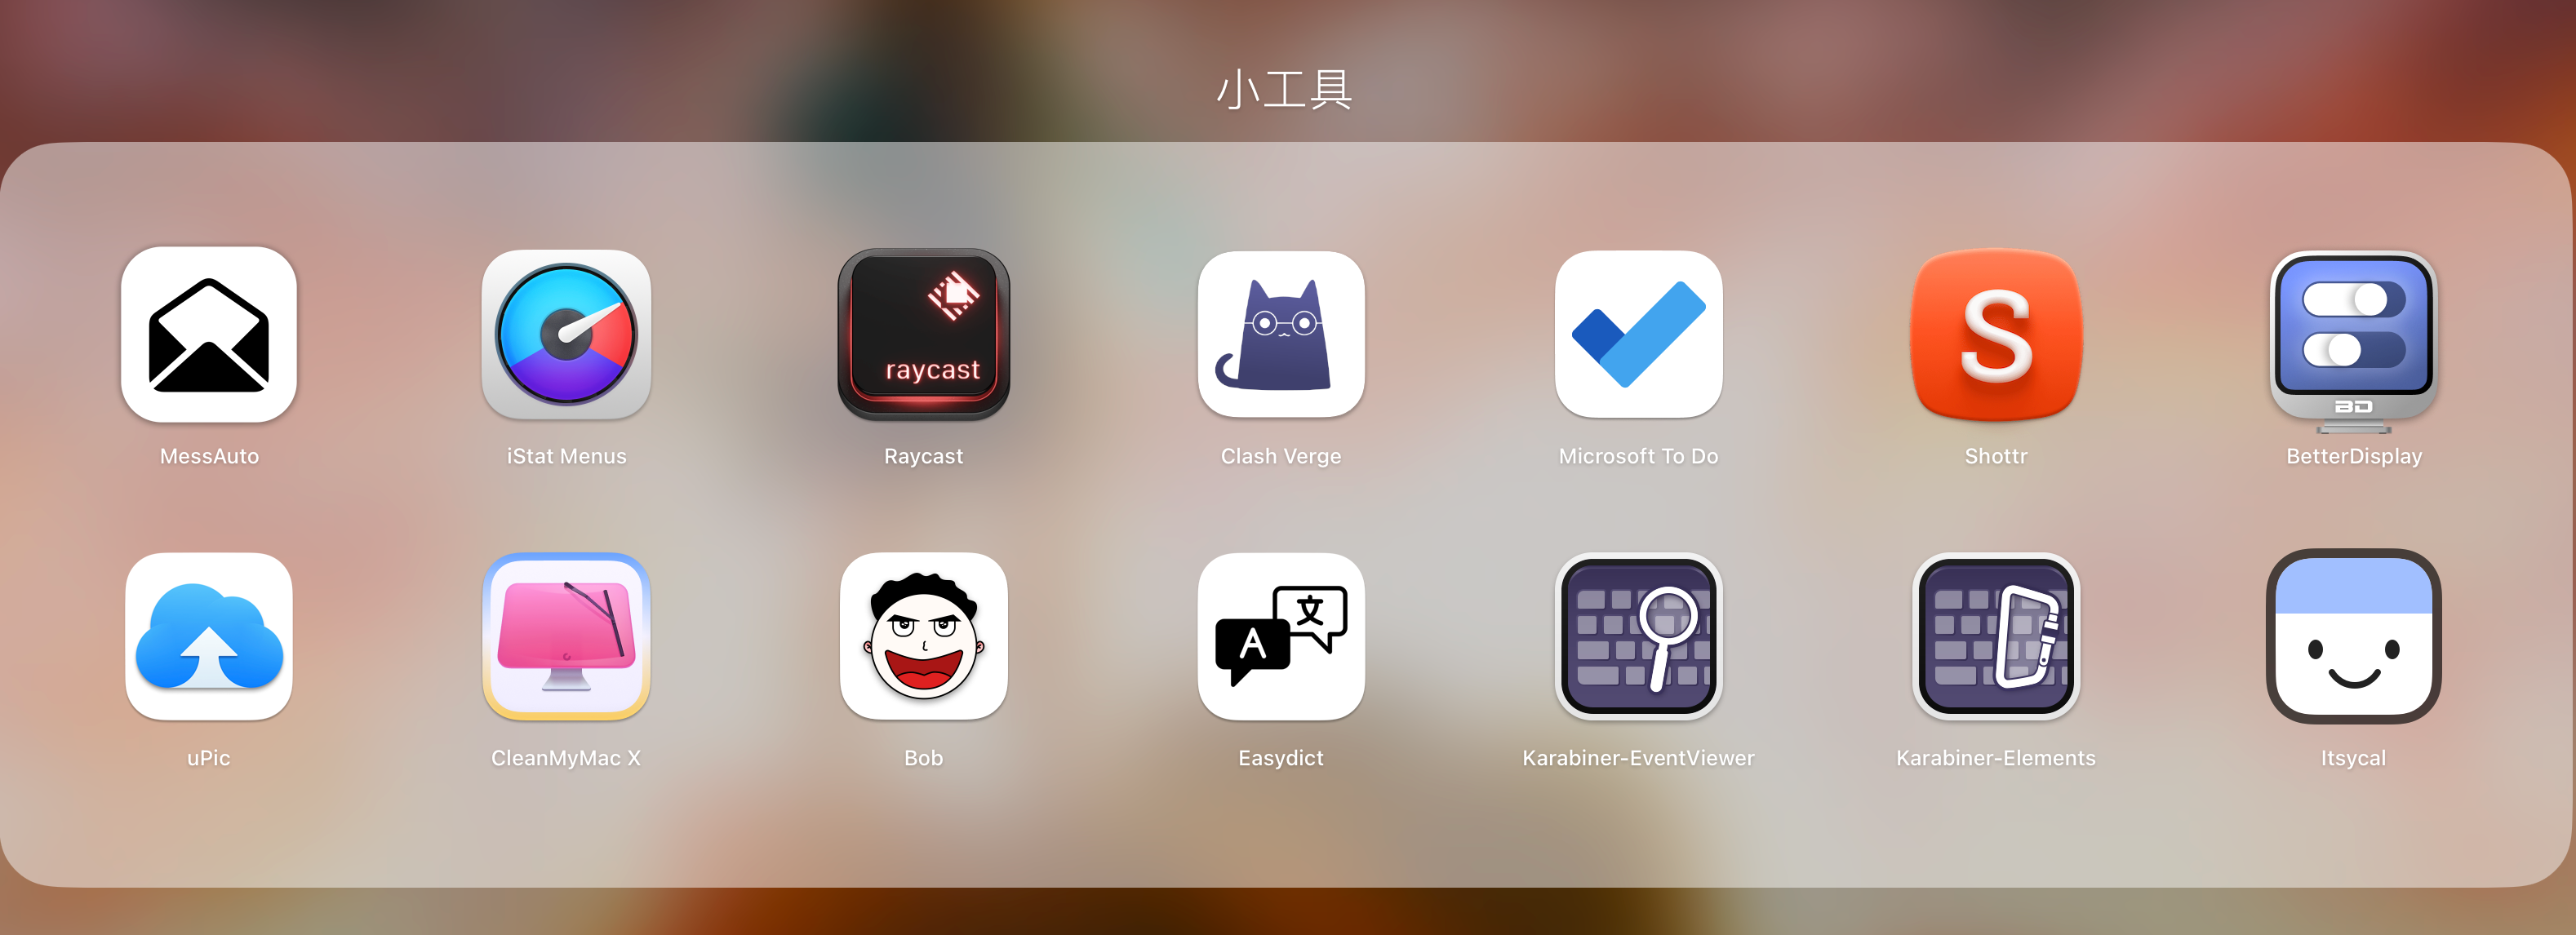 小工具
raycast
S
BD
MessAuto
iStat Menus
Raycast
Clash Verge
Microsoft To Do
Shottr
BetterDisplay
A
文
uPic
CleanMyMac X
Bob
Easydict
Karabiner-EventViewer
Karabiner-Elements
Itsycal